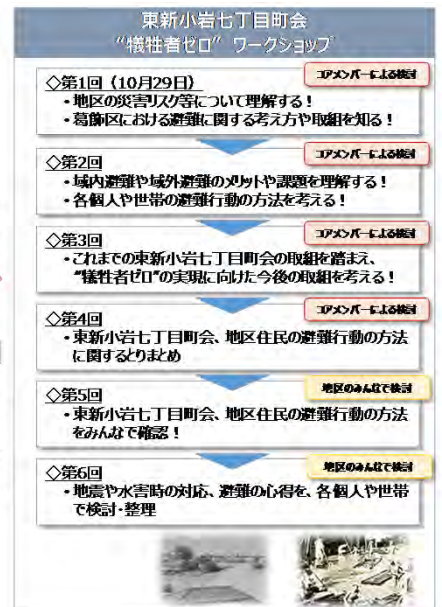 東新小岩七丁目町会
“犠牲者ゼロ” ワークショップ
コアメンバーによる検討
◇第1回（10月29日）
・地区の災害リスク等について理解する！
・葛飾区における避難に関する考え方や取組を知る！
コアメンバーによる検討
◇第2回
・域内避難や域外避難のメリットや課題を理解する！
・各個人や世帯の避難行動の方法を考える！
コアメンバーによる検討
◇第3回
・これまでの東新小岩七丁目町会の取組を踏まえ、
“犠牲者ゼロ”の実現に向けた今後の取組を考える！
コアメンバーによる検討
◇第4回
・東新小岩七丁目町会、地区住民の避難行動の方法
に関するとりまとめ
地区のみんなで検討
◇第5回
・東新小岩七丁目町会、地区住民の避難行動の方法
をみんなで確認！
地区のみんなで検討
◇第6回
・地震や水害時の対応、避難の心得を、各個人や世帯
で検討・整理